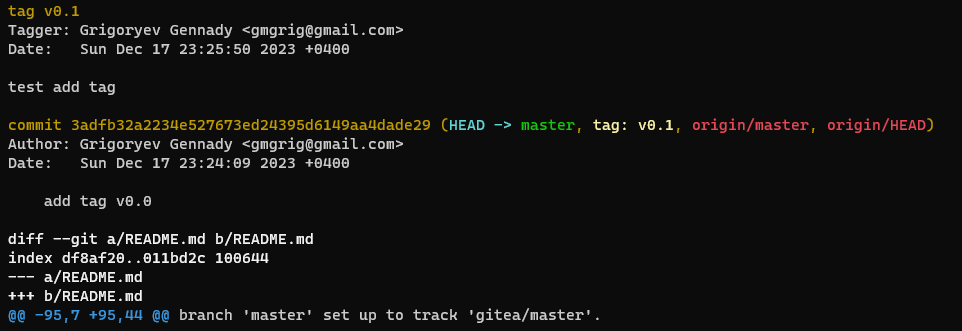 tag v0.1
Tagger: Grigoryev Gennady <gmgrig@gmail.com>
Date:   Sun Dec 17 23:25:50 2023 +0400

test add tag

commit 3adfb32a2234e527673ed24395d6149aa4dade29 (HEAD -> master, tag: v0.1, origin/master, origin/HEAD)
Author: Grigoryev Gennady <gmgrig@gmail.com>
Date:   Sun Dec 17 23:24:09 2023 +0400

    add tag v0.0

diff --git a/README.md b/README.md
index df8af20..011bd2c 100644
--- a/README.md
+++ b/README.md
@@ -95,7 +95,44 @@ branch 'master' set up to track 'gitea/master'.